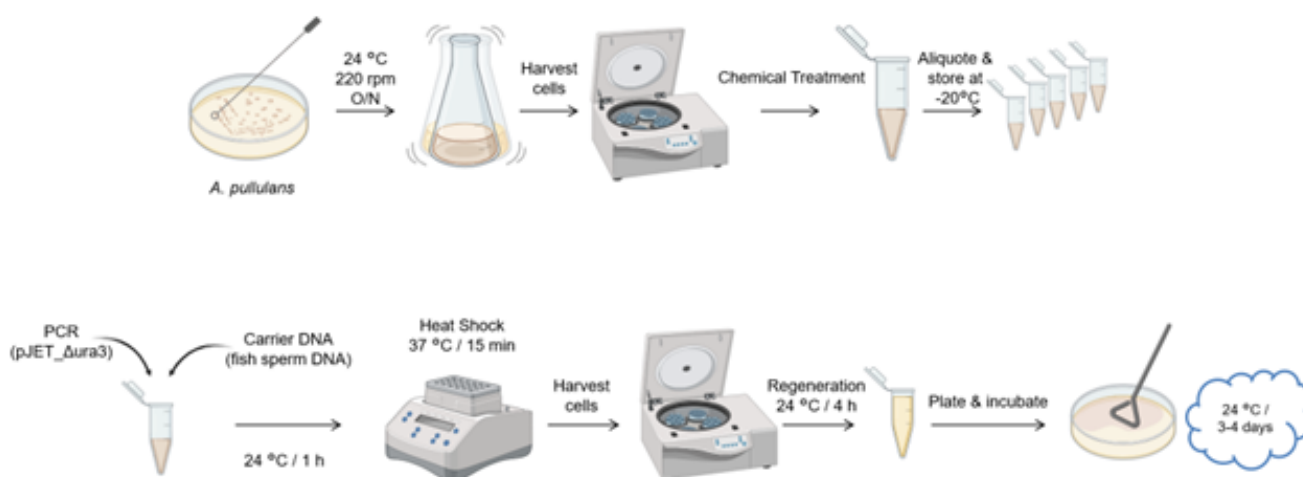 24 °C
220 rpm
O/N
Harvest
cells
Chemical Treatment
Aliquote &
store at
-20°C
A. pullulans
PCR
(pJET_Δura3)
Carrier DNA
(fish sperm DNA)
24 °C / 1 h
Heat Shock
37 °C / 15 min
Harvest
cells
Regeneration
24 °C / 4 h
Plate & incubate
24 °C /
3-4 days